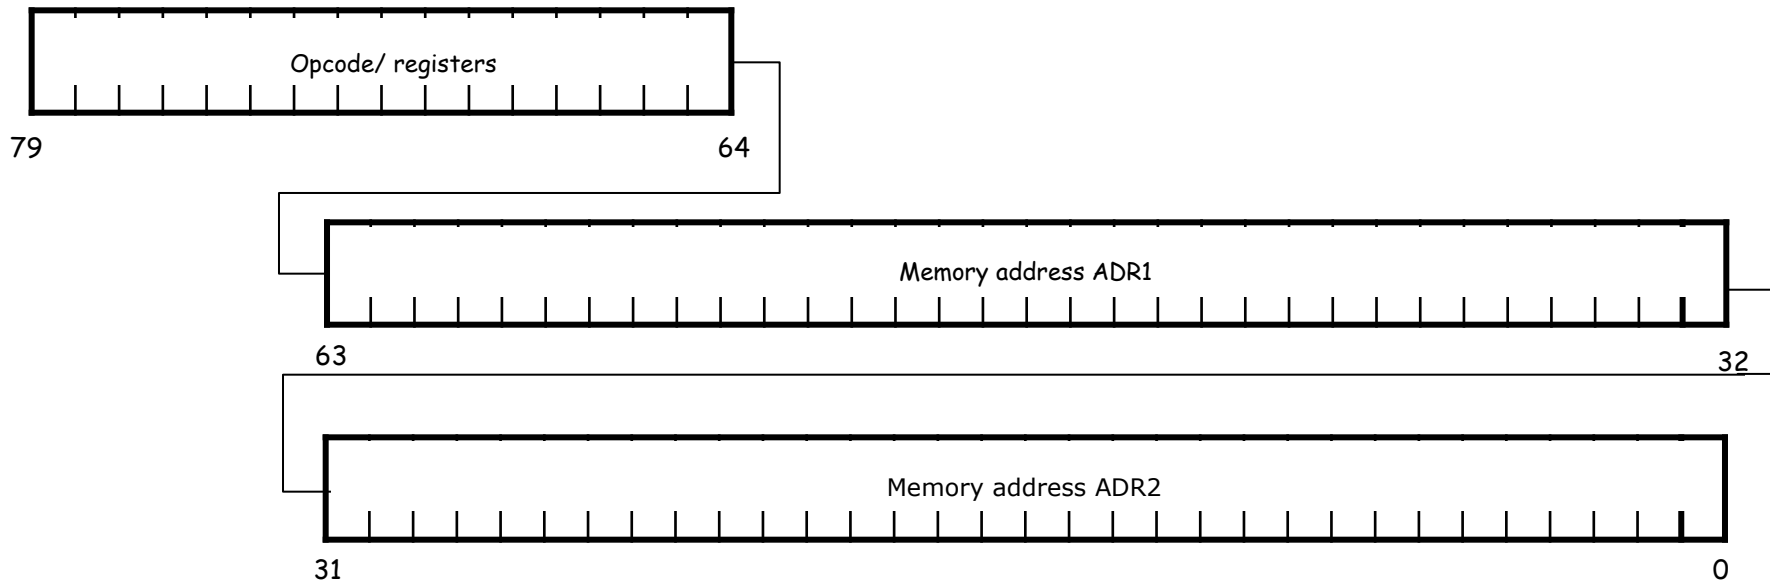 Opcode/ registers
79 64
Memory address ADR1
63 32
Memory address ADR2
31 0